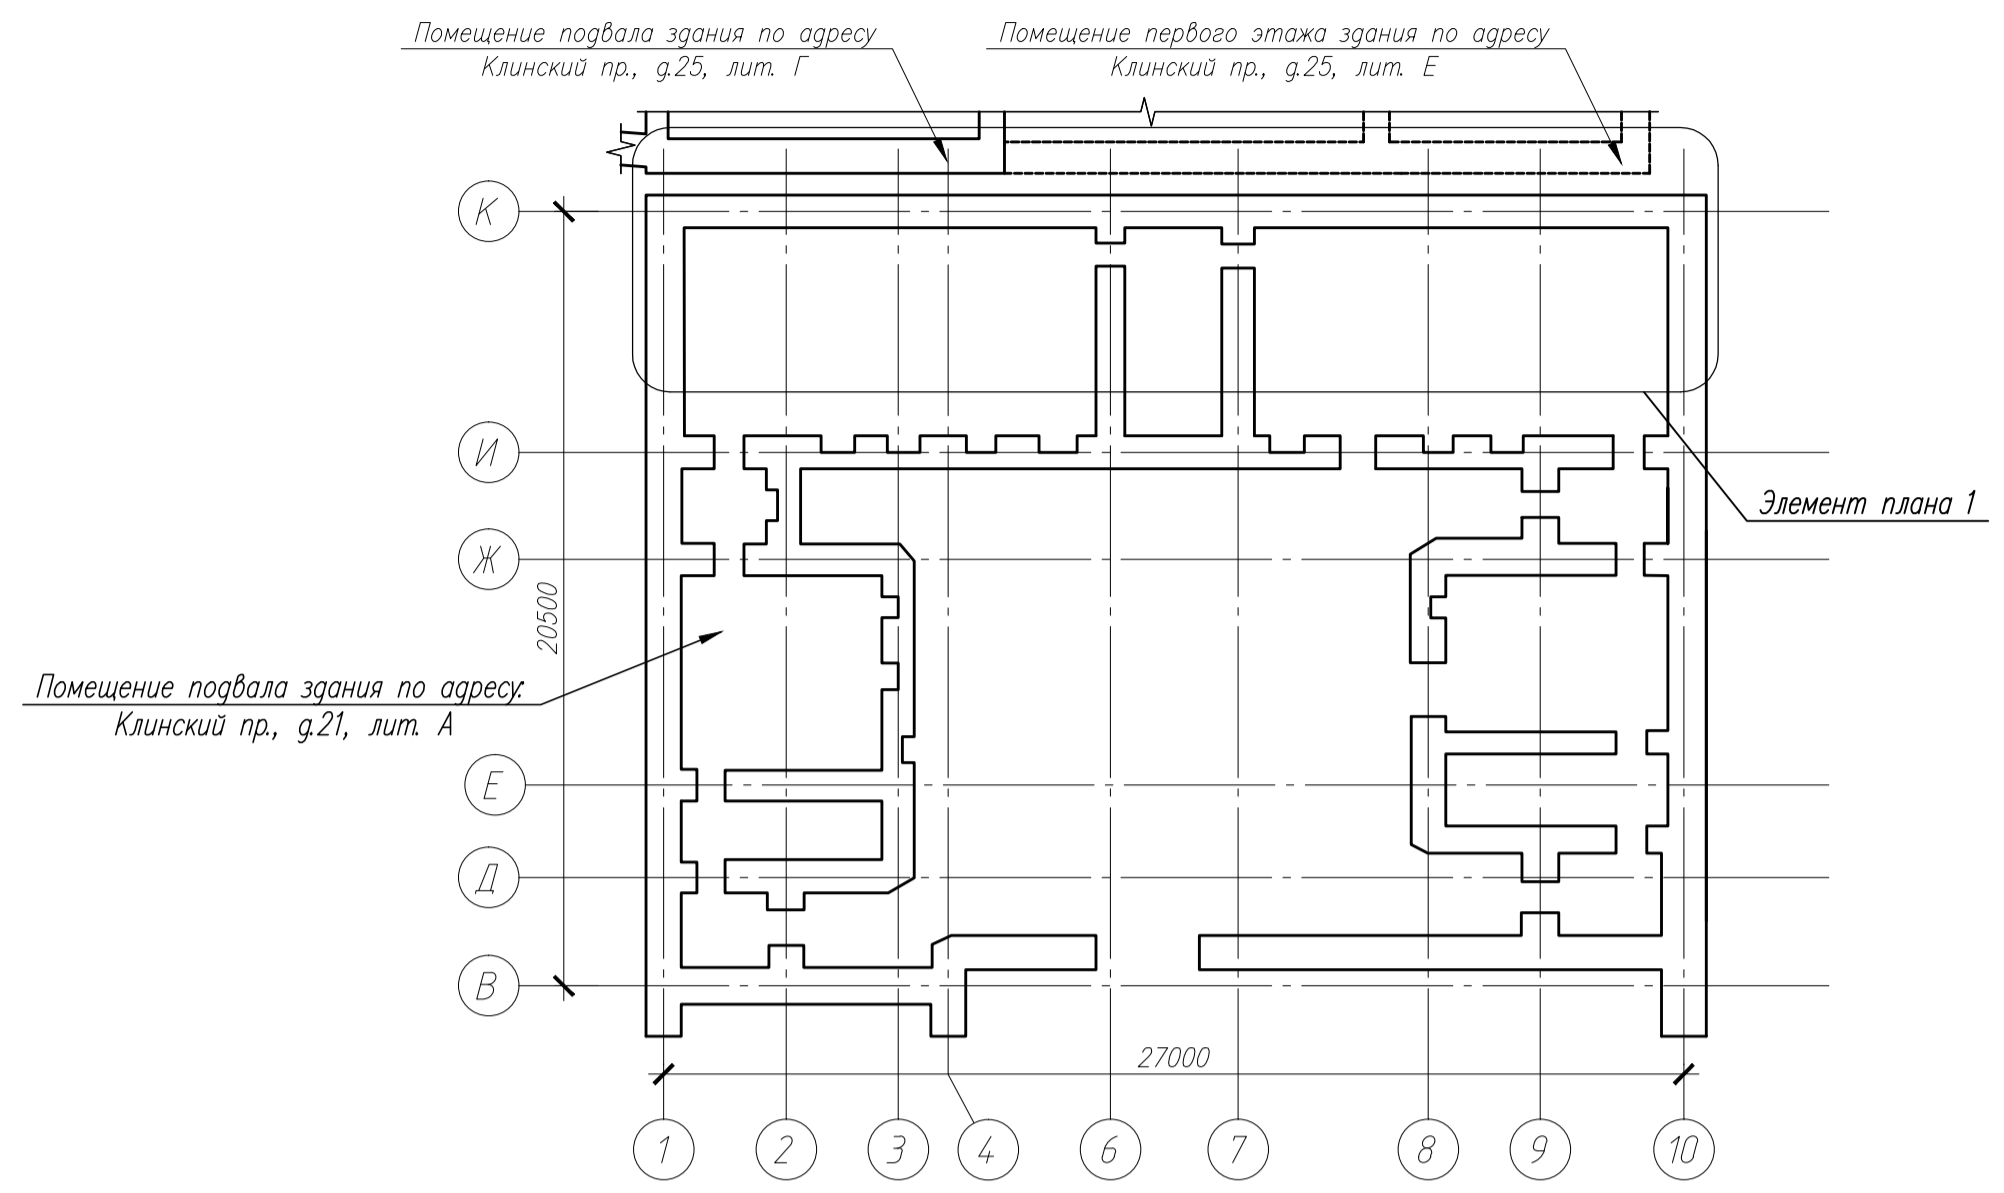 Помещение подвала здания по адресу
Клинский пр., д.25, лит. Г
Помещение первого этажа здания по адресу
Клинский пр., д.25, лит. Е
К
И
Элемент плана 1
Ж
20500
Помещение подвала здания по адресу:
Клинский пр., д.21, лит. А
Е
Д
В
27000
1 2 3 4 6 7 8 9 10